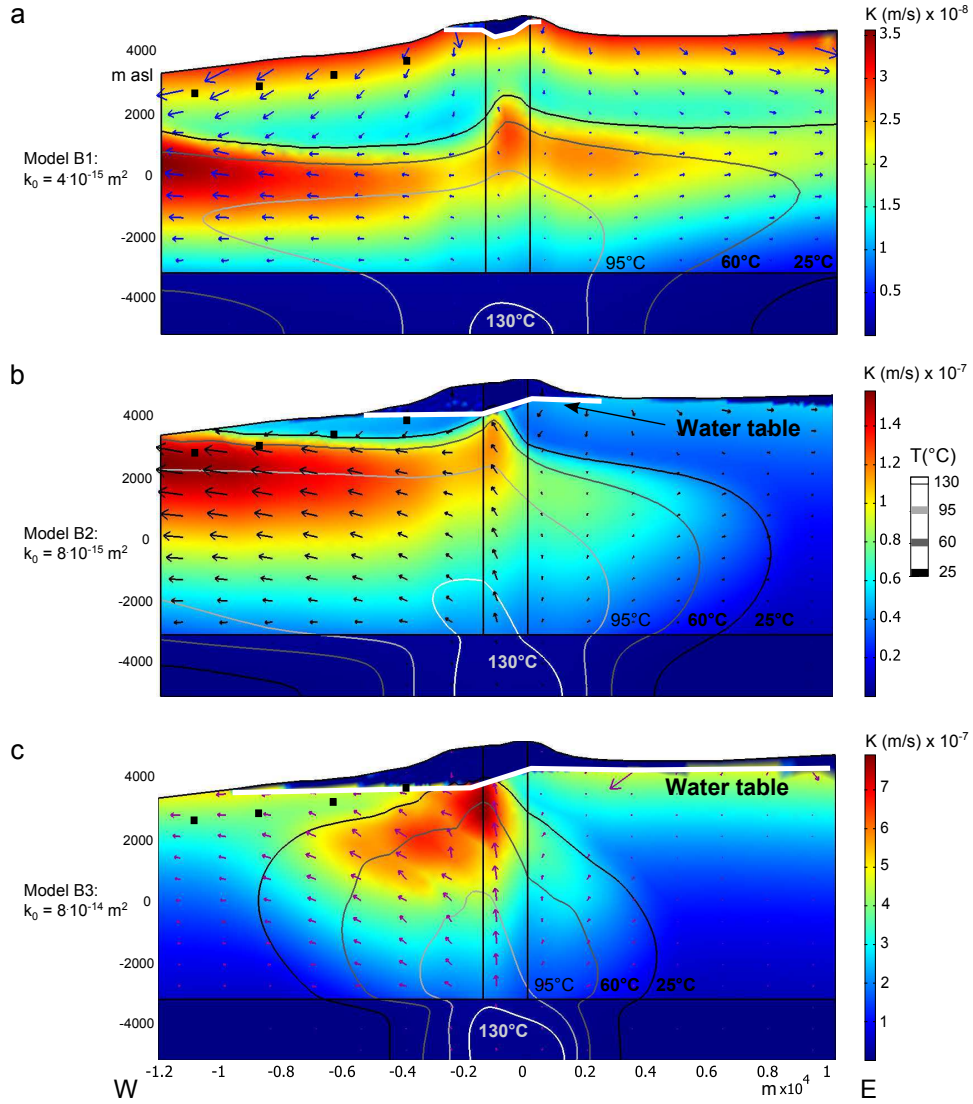 a
K (m/s) x 10-8
4000
m asl
2000
0
-2000
-4000
Model B1:
k0 = 4·10-15 m2
95°C
60°C
25°C
130°C
3.5
3
2.5
2
1.5
1
0.5
b
K (m/s) x 10-7
4000
2000
0
-2000
-4000
Model B2:
k0 = 8·10-15 m2
Water table
95°C
60°C
25°C
130°C
1.4
1.2
1
0.8
0.6
0.4
0.2
T(°C)
130
95
60
25
c
K (m/s) x 10-7
4000
2000
0
-2000
-4000
Model B3:
k0 = 8·10-14 m2
Water table
95°C
60°C
25°C
130°C
7
6
5
4
3
2
1
-1.2
-1
-0.8
-0.6
-0.4
-0.2
0
0.2
0.4
0.6
0.8
1
W
m x10^4
E